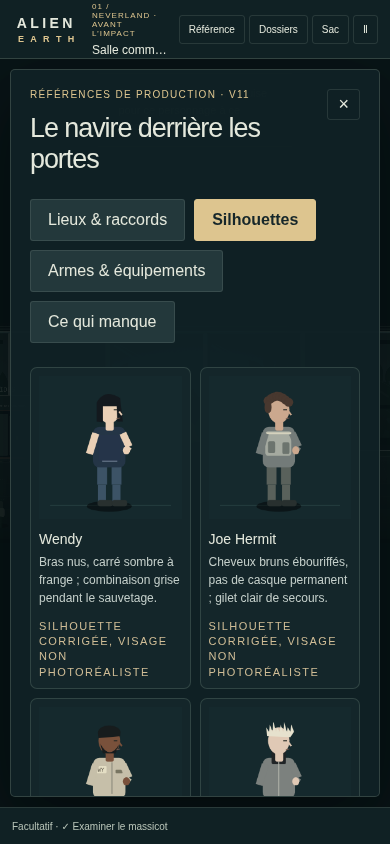 ALIEN
EARTH
01 /
NEVERLAND ·
AVANT
L'IMPACT
Salle comm…
Référence
Dossiers
Sac
II
RÉFÉRENCES DE PRODUCTION · V11
×
Le navire derrière les
portes
Lieux & raccords
Silhouettes
Armes & équipements
Ce qui manque
Wendy
Bras nus, carré sombre à
frange ; combinaison grise
pendant le sauvetage.
SILHOUETTE
CORRIGÉE, VISAGE
NON
PHOTORÉALISTE
Joe Hermit
Cheveux bruns ébouriffés,
pas de casque permanent
; gilet clair de secours.
SILHOUETTE
CORRIGÉE, VISAGE
NON
PHOTORÉALISTE
Facultatif · ✓ Examiner le massicot